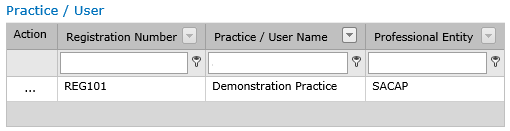 Practice / User
Action Registration Number Practice / User Name Professional Entity
... REG101 Demonstration Practice SACAP